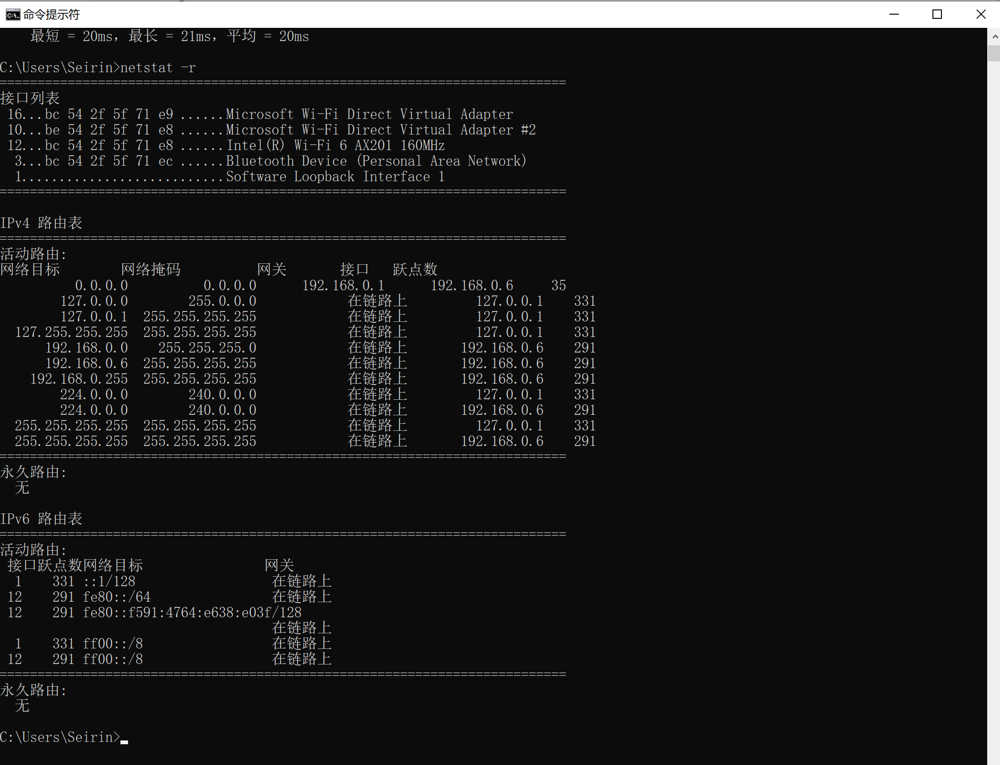 命令提示符
最短 = 20ms，最长 = 21ms，平均 = 20ms
C:\Users\Seirin>netstat -r
===========================================================================
接口列表
16...bc 54 2f 5f 71 e9 ......Microsoft Wi-Fi Direct Virtual Adapter
10...be 54 2f 5f 71 e8 ......Microsoft Wi-Fi Direct Virtual Adapter #2
12...bc 54 2f 5f 71 e8 ......Intel(R) Wi-Fi 6 AX201 160MHz
3...bc 54 2f 5f 71 ec ......Bluetooth Device (Personal Area Network)
1...........................Software Loopback Interface 1
===========================================================================
IPv4 路由表
===========================================================================
活动路由:
网络目标 网络掩码 网关 接口 跃点数
0.0.0.0 0.0.0.0 192.168.0.1 192.168.0.6 35
127.0.0.0 255.0.0.0 在链路上 127.0.0.1 331
127.0.0.1 255.255.255.255 在链路上 127.0.0.1 331
127.255.255.255 255.255.255.255 在链路上 127.0.0.1 331
192.168.0.0 255.255.255.0 在链路上 192.168.0.6 291
192.168.0.6 255.255.255.255 在链路上 192.168.0.6 291
192.168.0.255 255.255.255.255 在链路上 192.168.0.6 291
224.0.0.0 240.0.0.0 在链路上 127.0.0.1 331
224.0.0.0 240.0.0.0 在链路上 192.168.0.6 291
255.255.255.255 255.255.255.255 在链路上 127.0.0.1 331
255.255.255.255 255.255.255.255 在链路上 192.168.0.6 291
===========================================================================
永久路由:
无
IPv6 路由表
===========================================================================
活动路由:
接口跃点数网络目标 网关
1 331 ::1/128 在链路上
12 291 fe80::/64 在链路上
12 291 fe80::f591:4764:e638:e03f/128
在链路上
1 331 ff00::/8 在链路上
12 291 ff00::/8 在链路上
===========================================================================
永久路由:
无
C:\Users\Seirin>